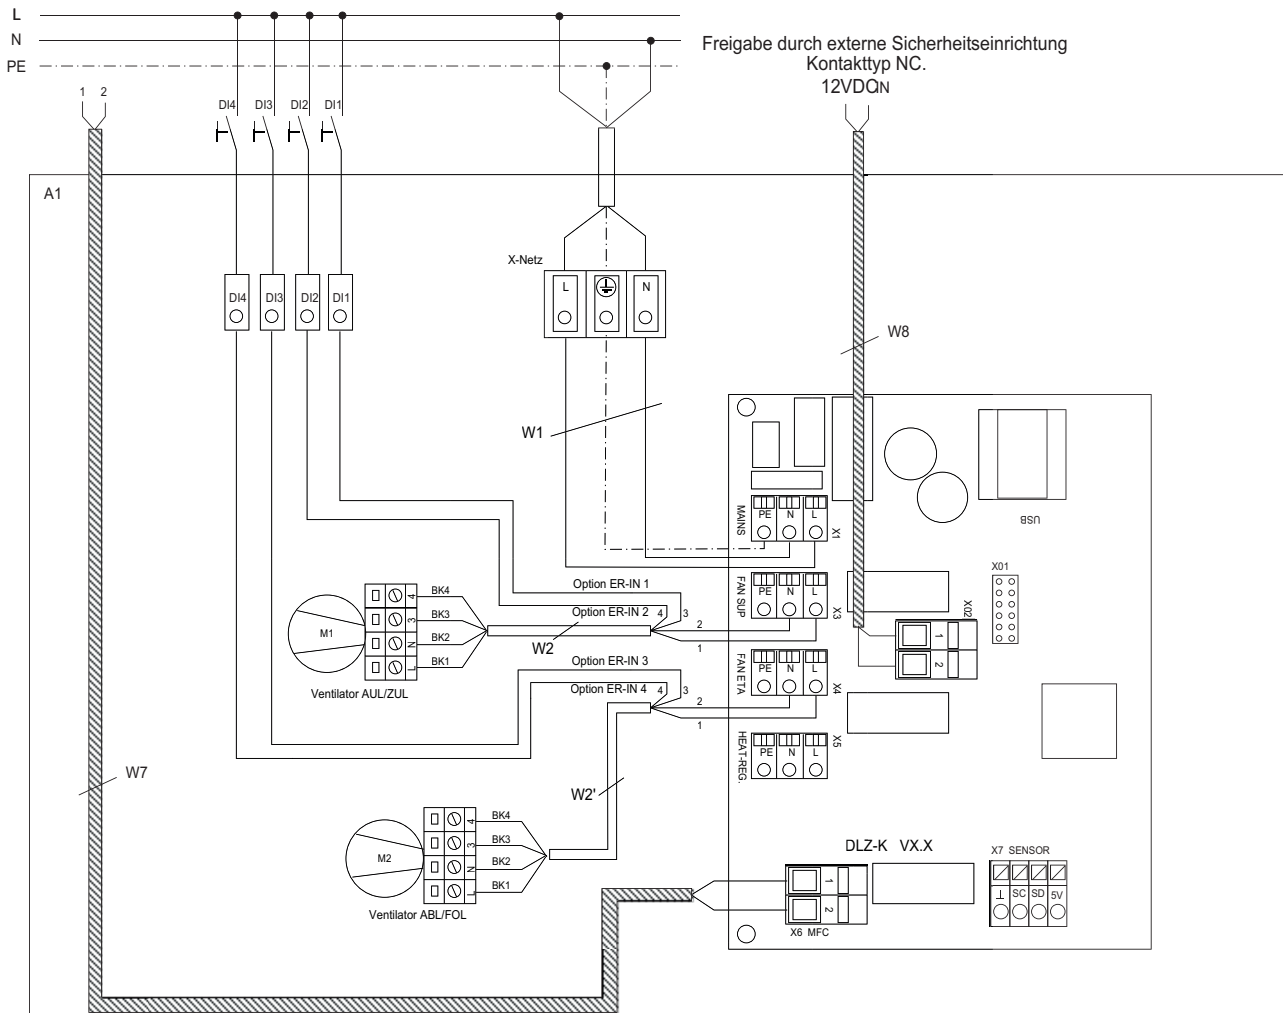 L
N
PE
Freigabe durch externe Sicherheitseinrichtung
Kontakttyp NC.
12VDC IN
1 2
DI4 DI3 DI2 DI1
A1
X-Netz
L N
DI4 DI3 DI2 DI1
W8
W1
MAINS
PE N L
X1
USB
X01
FAN SUP
PE N L
X3
X02
1
2
Option ER-IN 1
Option ER-IN 2
4 3
2
1
M1
4
3
N
L
BK4
BK3
BK2
BK1
W2
Ventilator AUL/ZUL
Option ER-IN 3
Option ER-IN 4
4 3
2
1
FAN ETA
PE N L
X4
HEAT-REG.
PE N L
X5
W7
W2'
M2
4
3
N
L
BK4
BK3
BK2
BK1
Ventilator ABL/FOL
DLZ-K VX.X
1
2
X6 MFC
X7 SENSOR
⊥ SC SD 5V